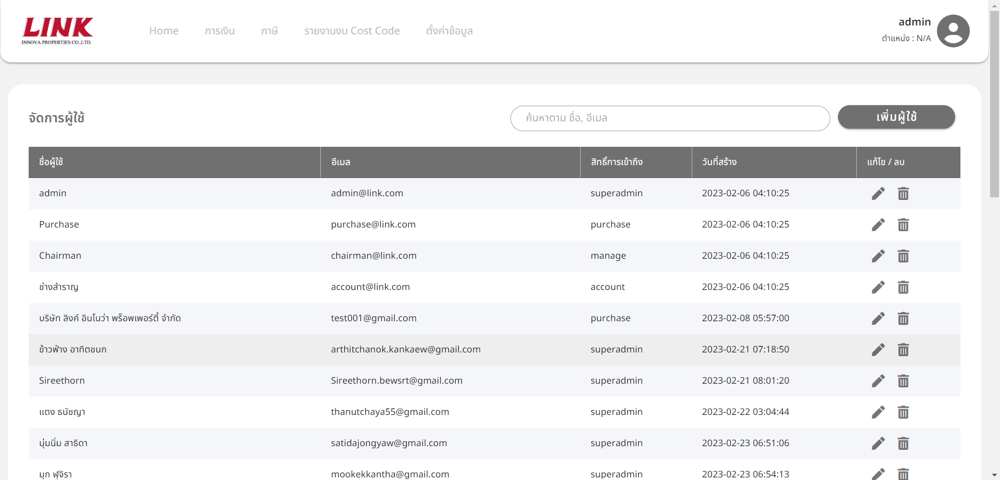 LINK
INNOVA PROPERTIES CO.,LTD.
Home การเงิน ภาษี รายงานงบ Cost Code ตั้งค่าข้อมูล
admin
ตำแหน่ง : N/A
จัดการผู้ใช้
ค้นหาตาม ชื่อ, อีเมล
เพิ่มผู้ใช้
ชื่อผู้ใช้ อีเมล สิทธิ์การเข้าถึง วันที่สร้าง แก้ไข / ลบ
admin admin@link.com superadmin 2023-02-06 04:10:25
Purchase purchase@link.com purchase 2023-02-06 04:10:25
Chairman chairman@link.com manage 2023-02-06 04:10:25
ช่างสำราญ account@link.com account 2023-02-06 04:10:25
บริษัท ลิงค์ อินโนว่า พร็อพเพอร์ตี้ จำกัด test001@gmail.com purchase 2023-02-08 05:57:00
ข้าวฟ่าง อาทิตชนก arthitchanok.kankaew@gmail.com superadmin 2023-02-21 07:18:50
Sireethorn Sireethorn.bewsrt@gmail.com superadmin 2023-02-21 08:01:20
แตง ธนัชญา thanutchaya55@gmail.com superadmin 2023-02-22 03:04:44
นุ่มนิ่ม สาธิดา satidajongyaw@gmail.com superadmin 2023-02-23 06:51:06
มุก ฬุจิรา mookekkantha@gmail.com superadmin 2023-02-23 06:54:13